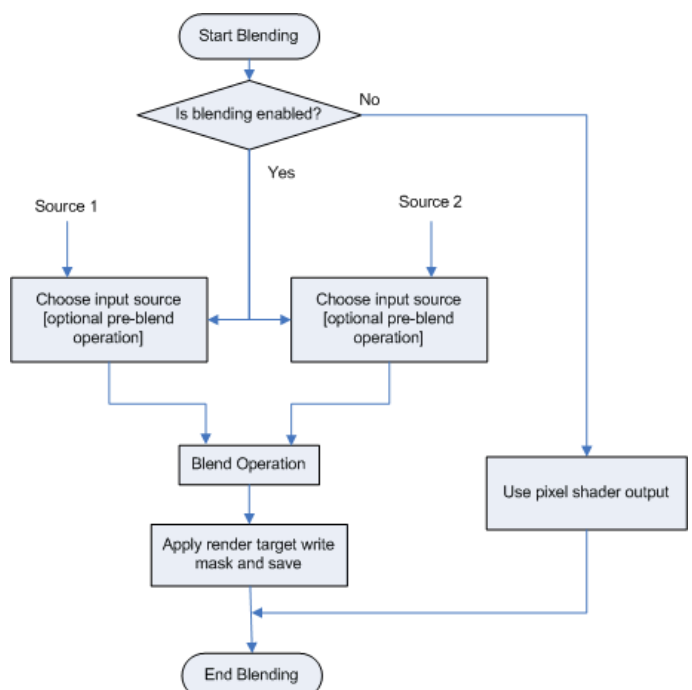 Start Blending
Is blending enabled?
No
Yes
Source 1
Source 2
Choose input source
[optional pre-blend
operation]
Choose input source
[optional pre-blend
operation]
Blend Operation
Use pixel shader output
Apply render target write
mask and save
End Blending